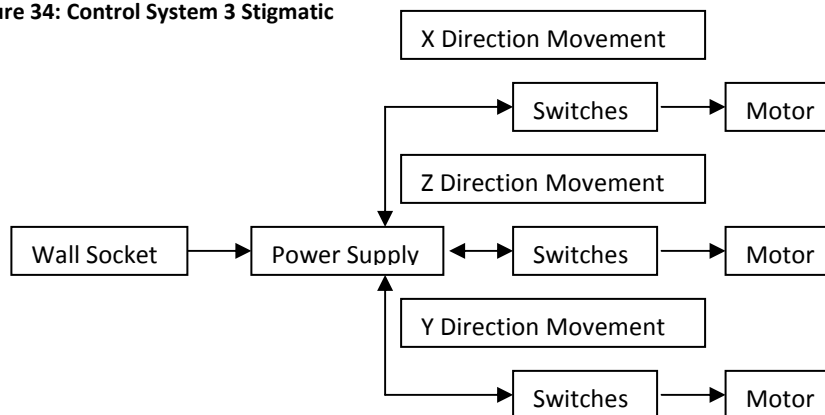 ure 34: Control System 3 Stigmatic
X Direction Movement
Switches Motor
Z Direction Movement
Wall Socket Power Supply Switches Motor
Y Direction Movement
Switches Motor